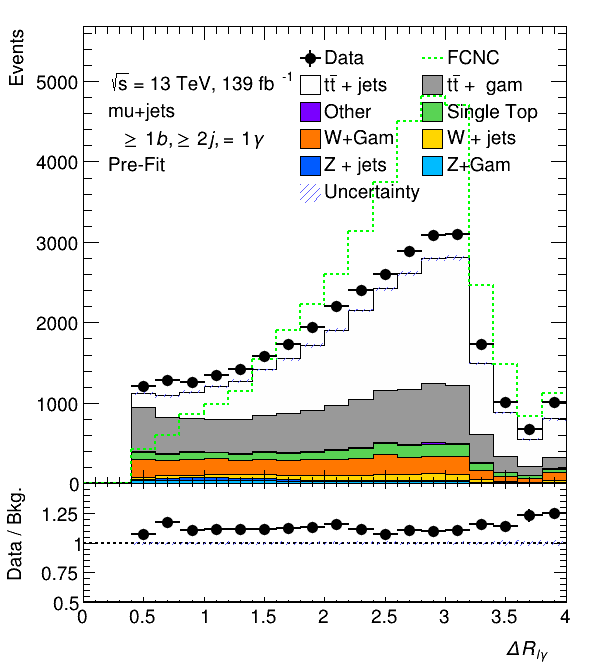 Events
√s = 13 TeV, 139 fb⁻¹
mu+jets
≥ 1b, ≥ 2j, = 1γ
Pre-Fit
Data
FCNC
tt̄ + jets
tt̄ + gam
Other
Single Top
W+Gam
W + jets
Z + jets
Z+Gam
Uncertainty
5000
4000
3000
2000
1000
0
Data / Bkg.
1.25
1
0.75
0.5
0 0.5 1 1.5 2 2.5 3 3.5 4
ΔR_lγ